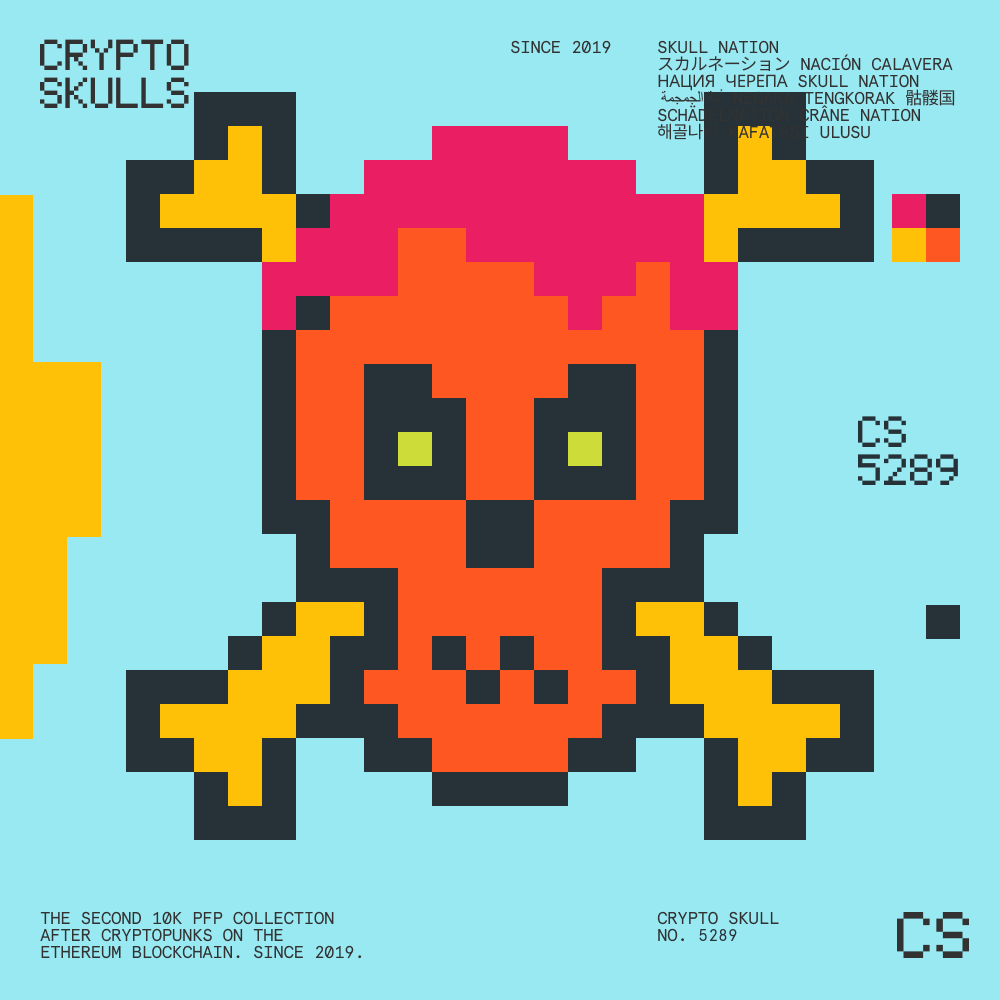 CRYPTO
SKULLS
SINCE 2019
SKULL NATION
スカルネーション NACIÓN CALAVERA
НАЦИЯ ЧЕРЕПА SKULL NATION
الجمجمة TENGKORAK 骷髅国
CRÂNE NATION
해골나 ULUSU
CS
5289
THE SECOND 10K PFP COLLECTION
AFTER CRYPTOPUNKS ON THE
ETHEREUM BLOCKCHAIN. SINCE 2019.
CRYPTO SKULL
NO. 5289
CS